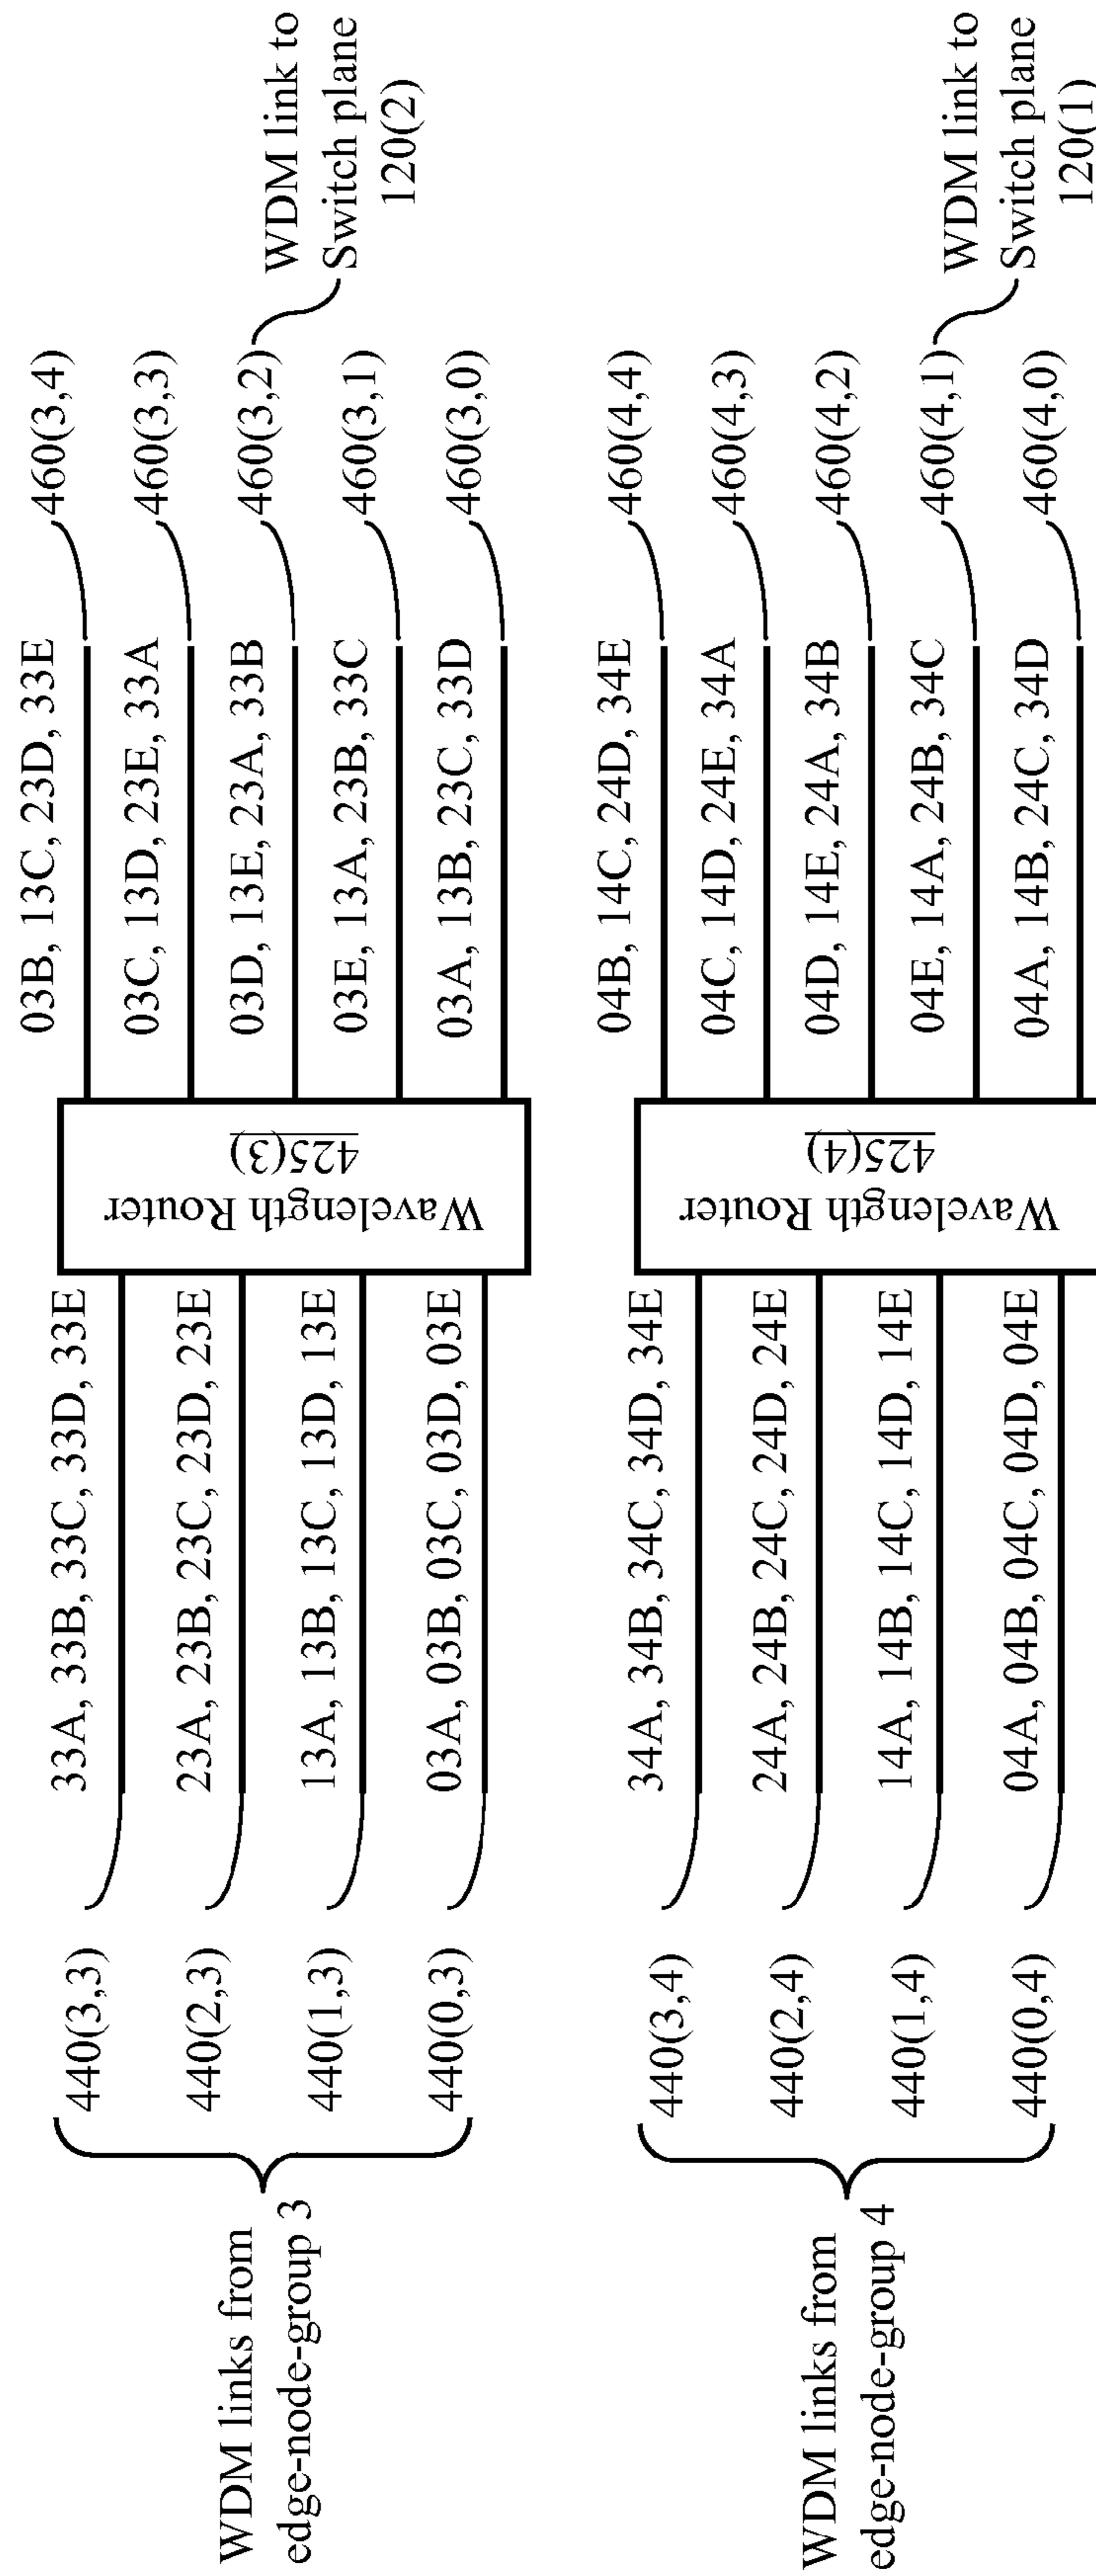 WDM links from
edge-node-group 3
440(3,3)
440(2,3)
440(1,3)
440(0,3)
33A, 33B, 33C, 33D, 33E
23A, 23B, 23C, 23D, 23E
13A, 13B, 13C, 13D, 13E
03A, 03B, 03C, 03D, 03E
Wavelength Router
425(3)
03B, 13C, 23D, 33E
03C, 13D, 23E, 33A
03D, 13E, 23A, 33B
03E, 13A, 23B, 33C
03A, 13B, 23C, 33D
460(3,4)
460(3,3)
460(3,2)
460(3,1)
460(3,0)
WDM link to
Switch plane
120(2)
WDM links from
edge-node-group 4
440(3,4)
440(2,4)
440(1,4)
440(0,4)
34A, 34B, 34C, 34D, 34E
24A, 24B, 24C, 24D, 24E
14A, 14B, 14C, 14D, 14E
04A, 04B, 04C, 04D, 04E
Wavelength Router
425(4)
04B, 14C, 24D, 34E
04C, 14D, 24E, 34A
04D, 14E, 24A, 34B
04E, 14A, 24B, 34C
04A, 14B, 24C, 34D
460(4,4)
460(4,3)
460(4,2)
460(4,1)
460(4,0)
WDM link to
Switch plane
120(1)